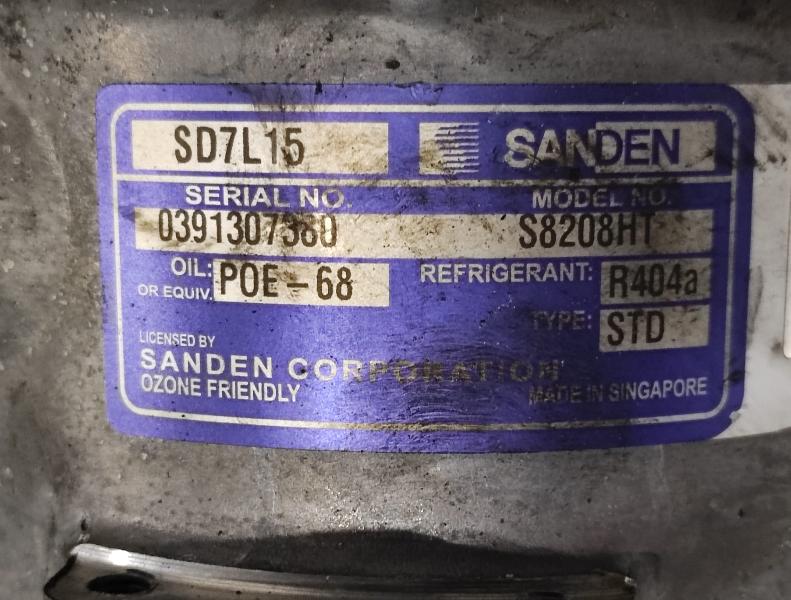 SD7L15 SANDEN
SERIAL NO. MODEL NO.
0391307380 S8208HT
OIL: POE-68 REFRIGERANT: R404a
OR EQUIV.
TYPE: STD
LICENSED BY
SANDEN CORPORATION
OZONE FRIENDLY MADE IN SINGAPORE